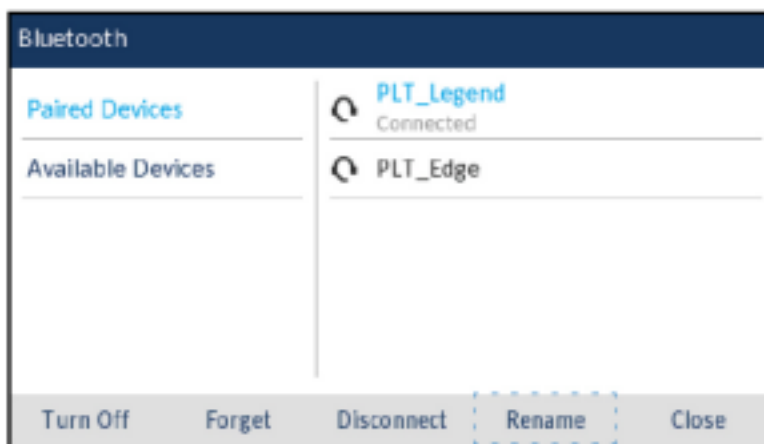 Bluetooth
Paired Devices
Available Devices
PLT_Legend
Connected
PLT_Edge
Turn Off Forget Disconnect Rename Close